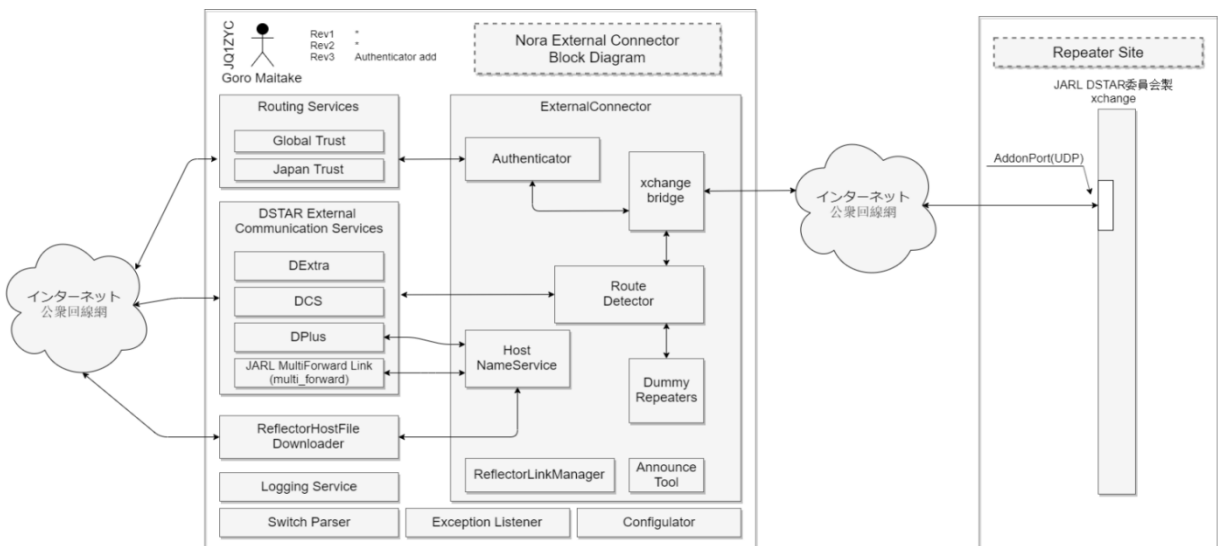 JQ1ZYC
Goro Maitake
Rev1 "
Rev2 "
Rev3 Authenticator add
Nora External Connector
Block Diagram
Routing Services
Global Trust
Japan Trust
DSTAR External
Communication Services
DExtra
DCS
DPlus
JARL MultiForward Link
(multi_forward)
ReflectorHostFile
Downloader
Logging Service
Switch Parser
Exception Listener
Configulator
ExternalConnector
Authenticator
xchange
bridge
Route
Detector
Host
NameService
Dummy
Repeaters
ReflectorLinkManager
Announce
Tool
インターネット
公衆回線網
インターネット
公衆回線網
Repeater Site
JARL DSTAR委員会製
xchange
AddonPort(UDP)